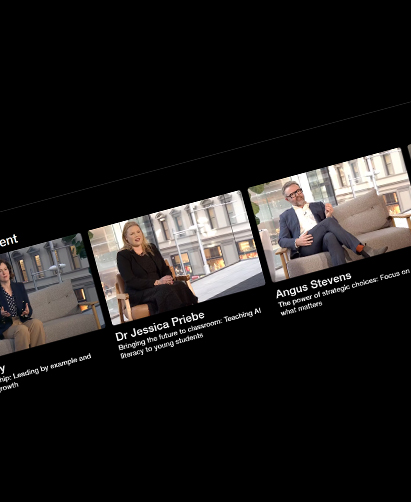 ent
y
hip: Leading by example and
rowth
Dr Jessica Priebe
Bringing the future to classroom: Teaching AI
literacy to young students
Angus Stevens
The power of strategic choices: Focus on
what matters